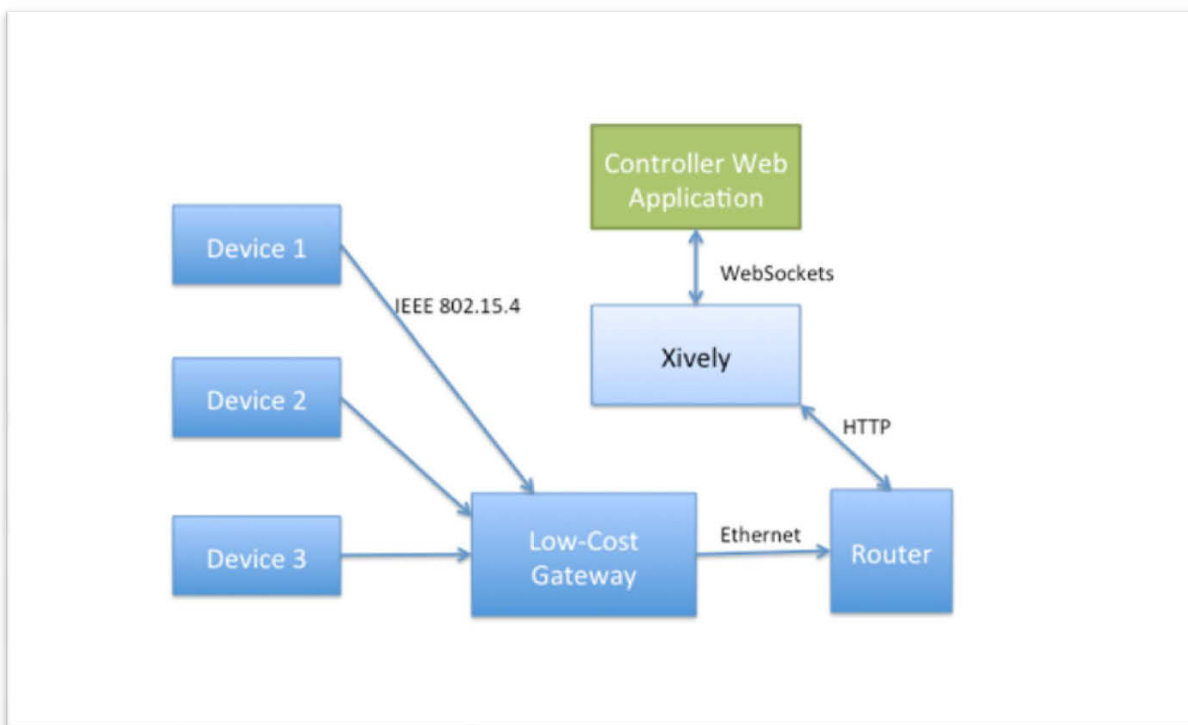 Controller Web
Application
Device 1
WebSockets
IEEE 802.15.4
Xively
Device 2
HTTP
Device 3
Low-Cost
Gateway
Ethernet
Router